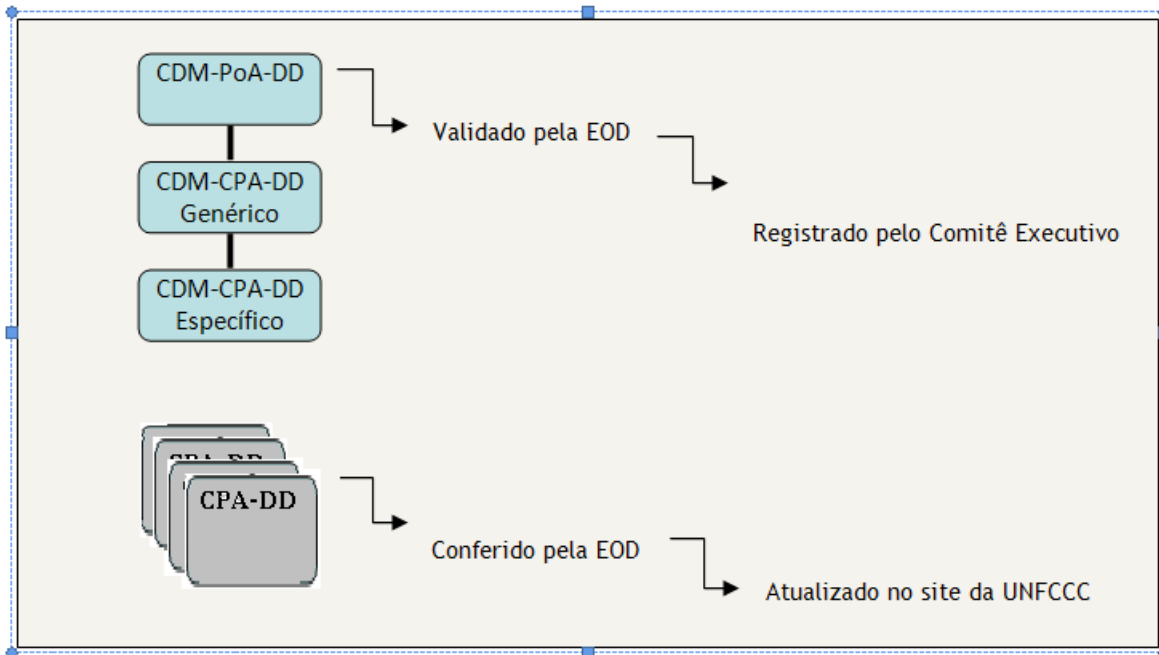 CDM-PoA-DD
Validado pela EOD
CDM-CPA-DD
Genérico
Registrado pelo Comitê Executivo
CDM-CPA-DD
Específico
CPA-DD
Conferido pela EOD
Atualizado no site da UNFCCC